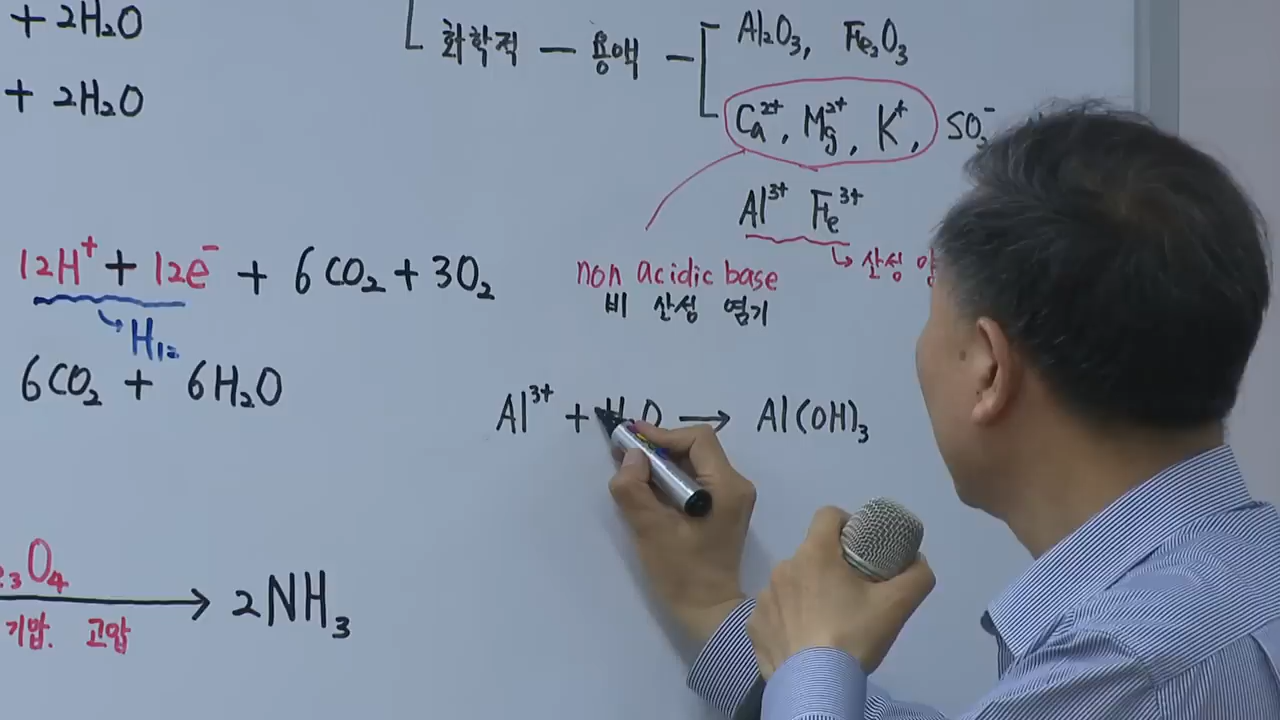 + 2H₂O
+ 2H₂O
화학적 — 용액 — Al₂O₃, Fe₂O₃
Ca²⁺, Mg²⁺, K⁺, SO₃⁻
Al³⁺ Fe³⁺
↳ 산성
non acidic base
비 산성 염기
12H⁺ + 12e⁻ + 6CO₂ + 3O₂
↳ H₁₂
6CO₂ + 6H₂O
Al³⁺ + H₂O → Al(OH)₃
₃O₄
→ 2NH₃
기압. 고압